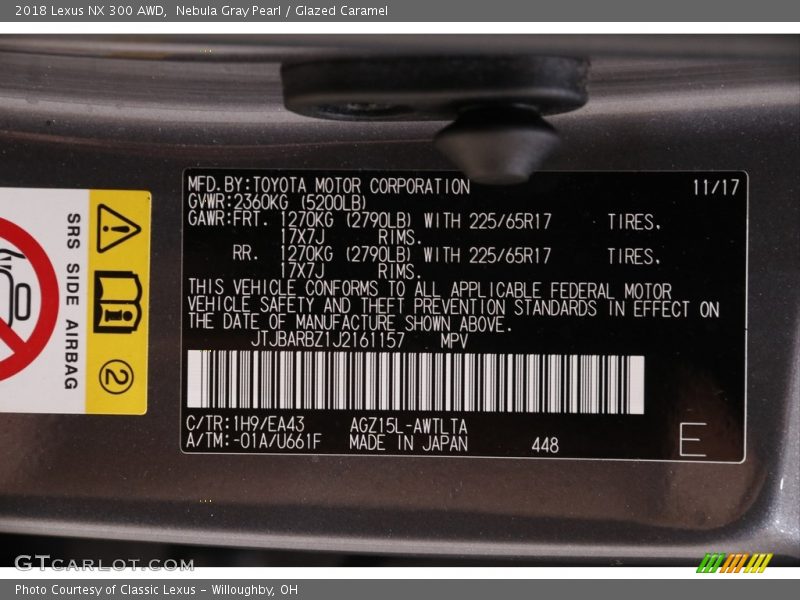 2018 Lexus NX 300 AWD, Nebula Gray Pearl / Glazed Caramel
MFD.BY:TOYOTA MOTOR CORPORATION 11/17
GVWR:2360KG (5200LB)
GAWR:FRT. 1270KG (2790LB) WITH 225/65R17 TIRES,
17X7J RIMS.
RR. 1270KG (2790LB) WITH 225/65R17 TIRES,
17X7J RIMS.
THIS VEHICLE CONFORMS TO ALL APPLICABLE FEDERAL MOTOR
VEHICLE SAFETY AND THEFT PREVENTION STANDARDS IN EFFECT ON
THE DATE OF MANUFACTURE SHOWN ABOVE.
JTJBARBZ1J2161157 MPV
C/TR:1H9/EA43 AGZ15L-AWTLTA
A/TM:-01A/U661F MADE IN JAPAN 448 E
SRS SIDE AIRBAG
2
GTCARLOT.COM
Photo Courtesy of Classic Lexus - Willoughby, OH